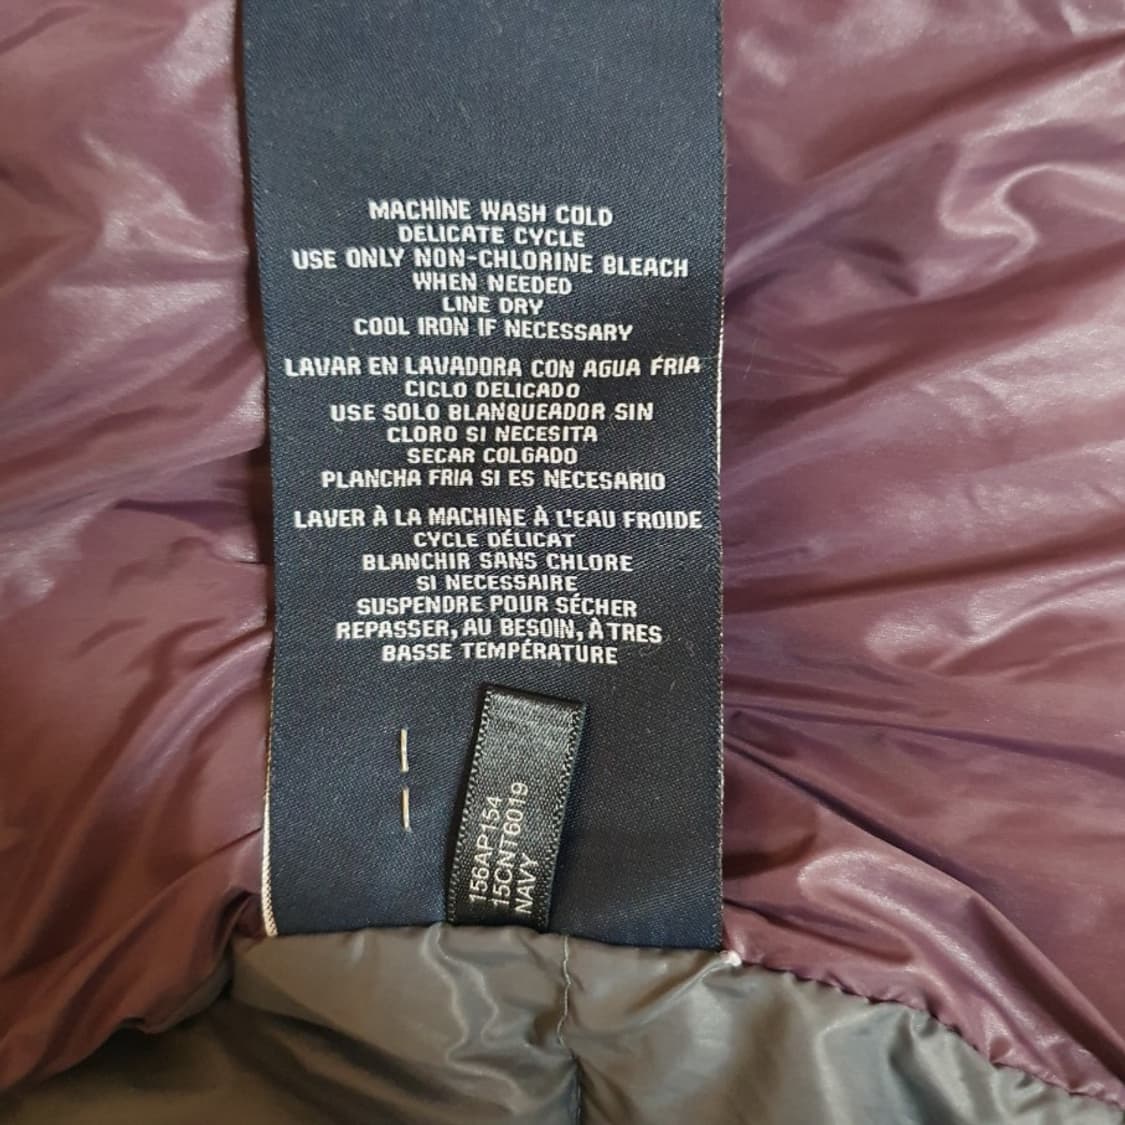 MACHINE WASH COLD
DELICATE CYCLE
USE ONLY NON-CHLORINE BLEACH
WHEN NEEDED
LINE DRY
COOL IRON IF NECESSARY
LAVAR EN LAVADORA CON AGUA FRIA
CICLO DELICADO
USE SOLO BLANQUEADOR SIN
CLORO SI NECESITA
SECAR COLGADO
PLANCHA FRIA SI ES NECESARIO
LAVER À LA MACHINE À L'EAU FROIDE
CYCLE DÉLICAT
BLANCHIR SANS CHLORE
SI NECESSAIRE
SUSPENDRE POUR SÉCHER
REPASSER, AU BESOIN, À TRES
BASSE TEMPÉRATURE
156AP154
15CNT6019
NAVY